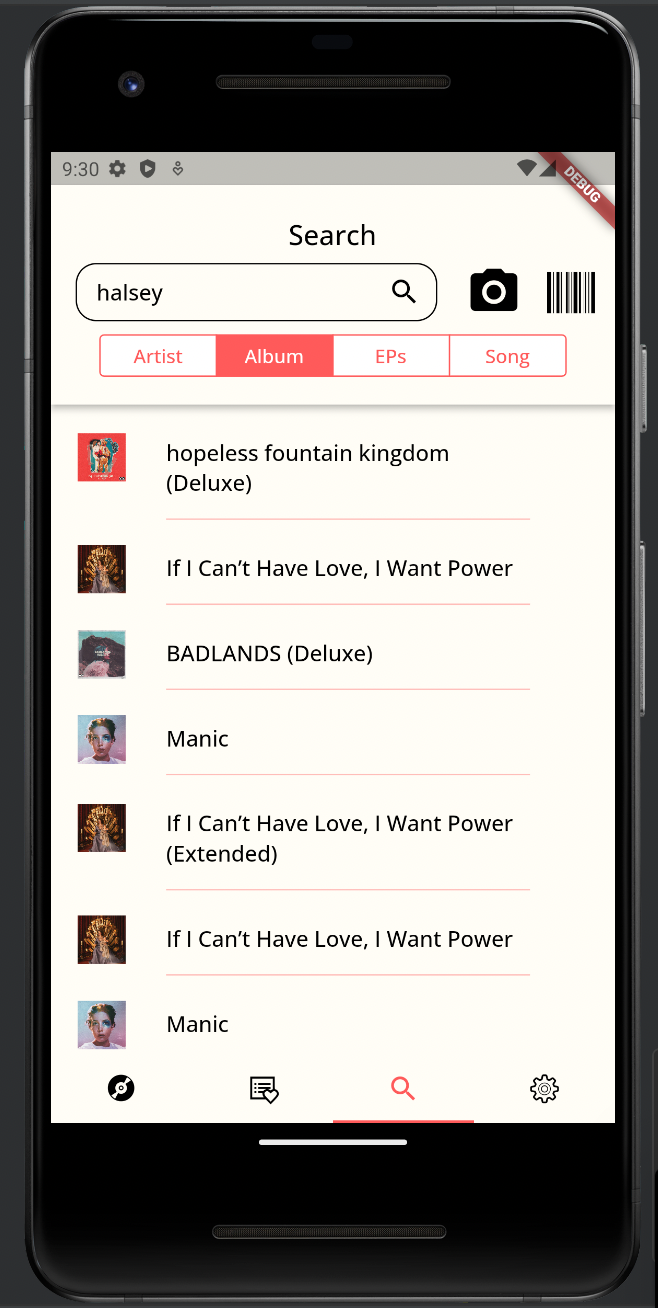 9:30
DEBUG
Search
halsey
Artist
Album
EPs
Song
hopeless fountain kingdom
(Deluxe)
If I Can’t Have Love, I Want Power
BADLANDS (Deluxe)
Manic
If I Can’t Have Love, I Want Power
(Extended)
If I Can’t Have Love, I Want Power
Manic